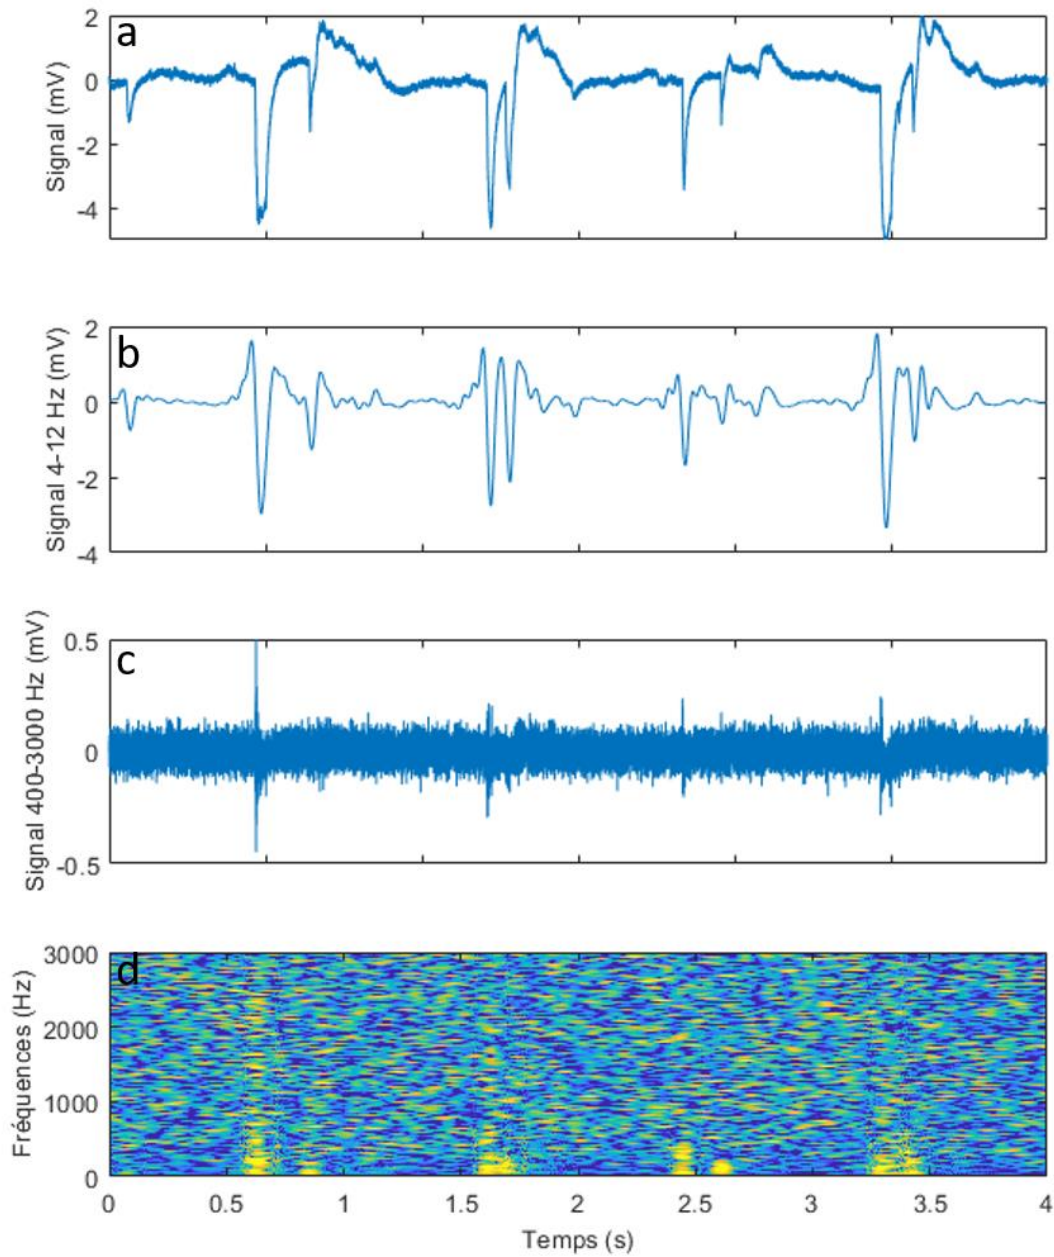 a
2
0
-2
-4
Signal (mV)
b
2
0
-2
-4
Signal 4-12 Hz (mV)
c
0.5
0
-0.5
Signal 400-3000 Hz (mV)
d
3000
2000
1000
0
Fréquences (Hz)
0 0.5 1 1.5 2 2.5 3 3.5 4
Temps (s)